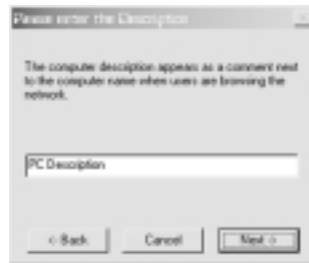 Please enter the Description
The computer description appears as a comment next
to the computer name when users are browsing the
network.
PC Description
< Back
Cancel
Next >